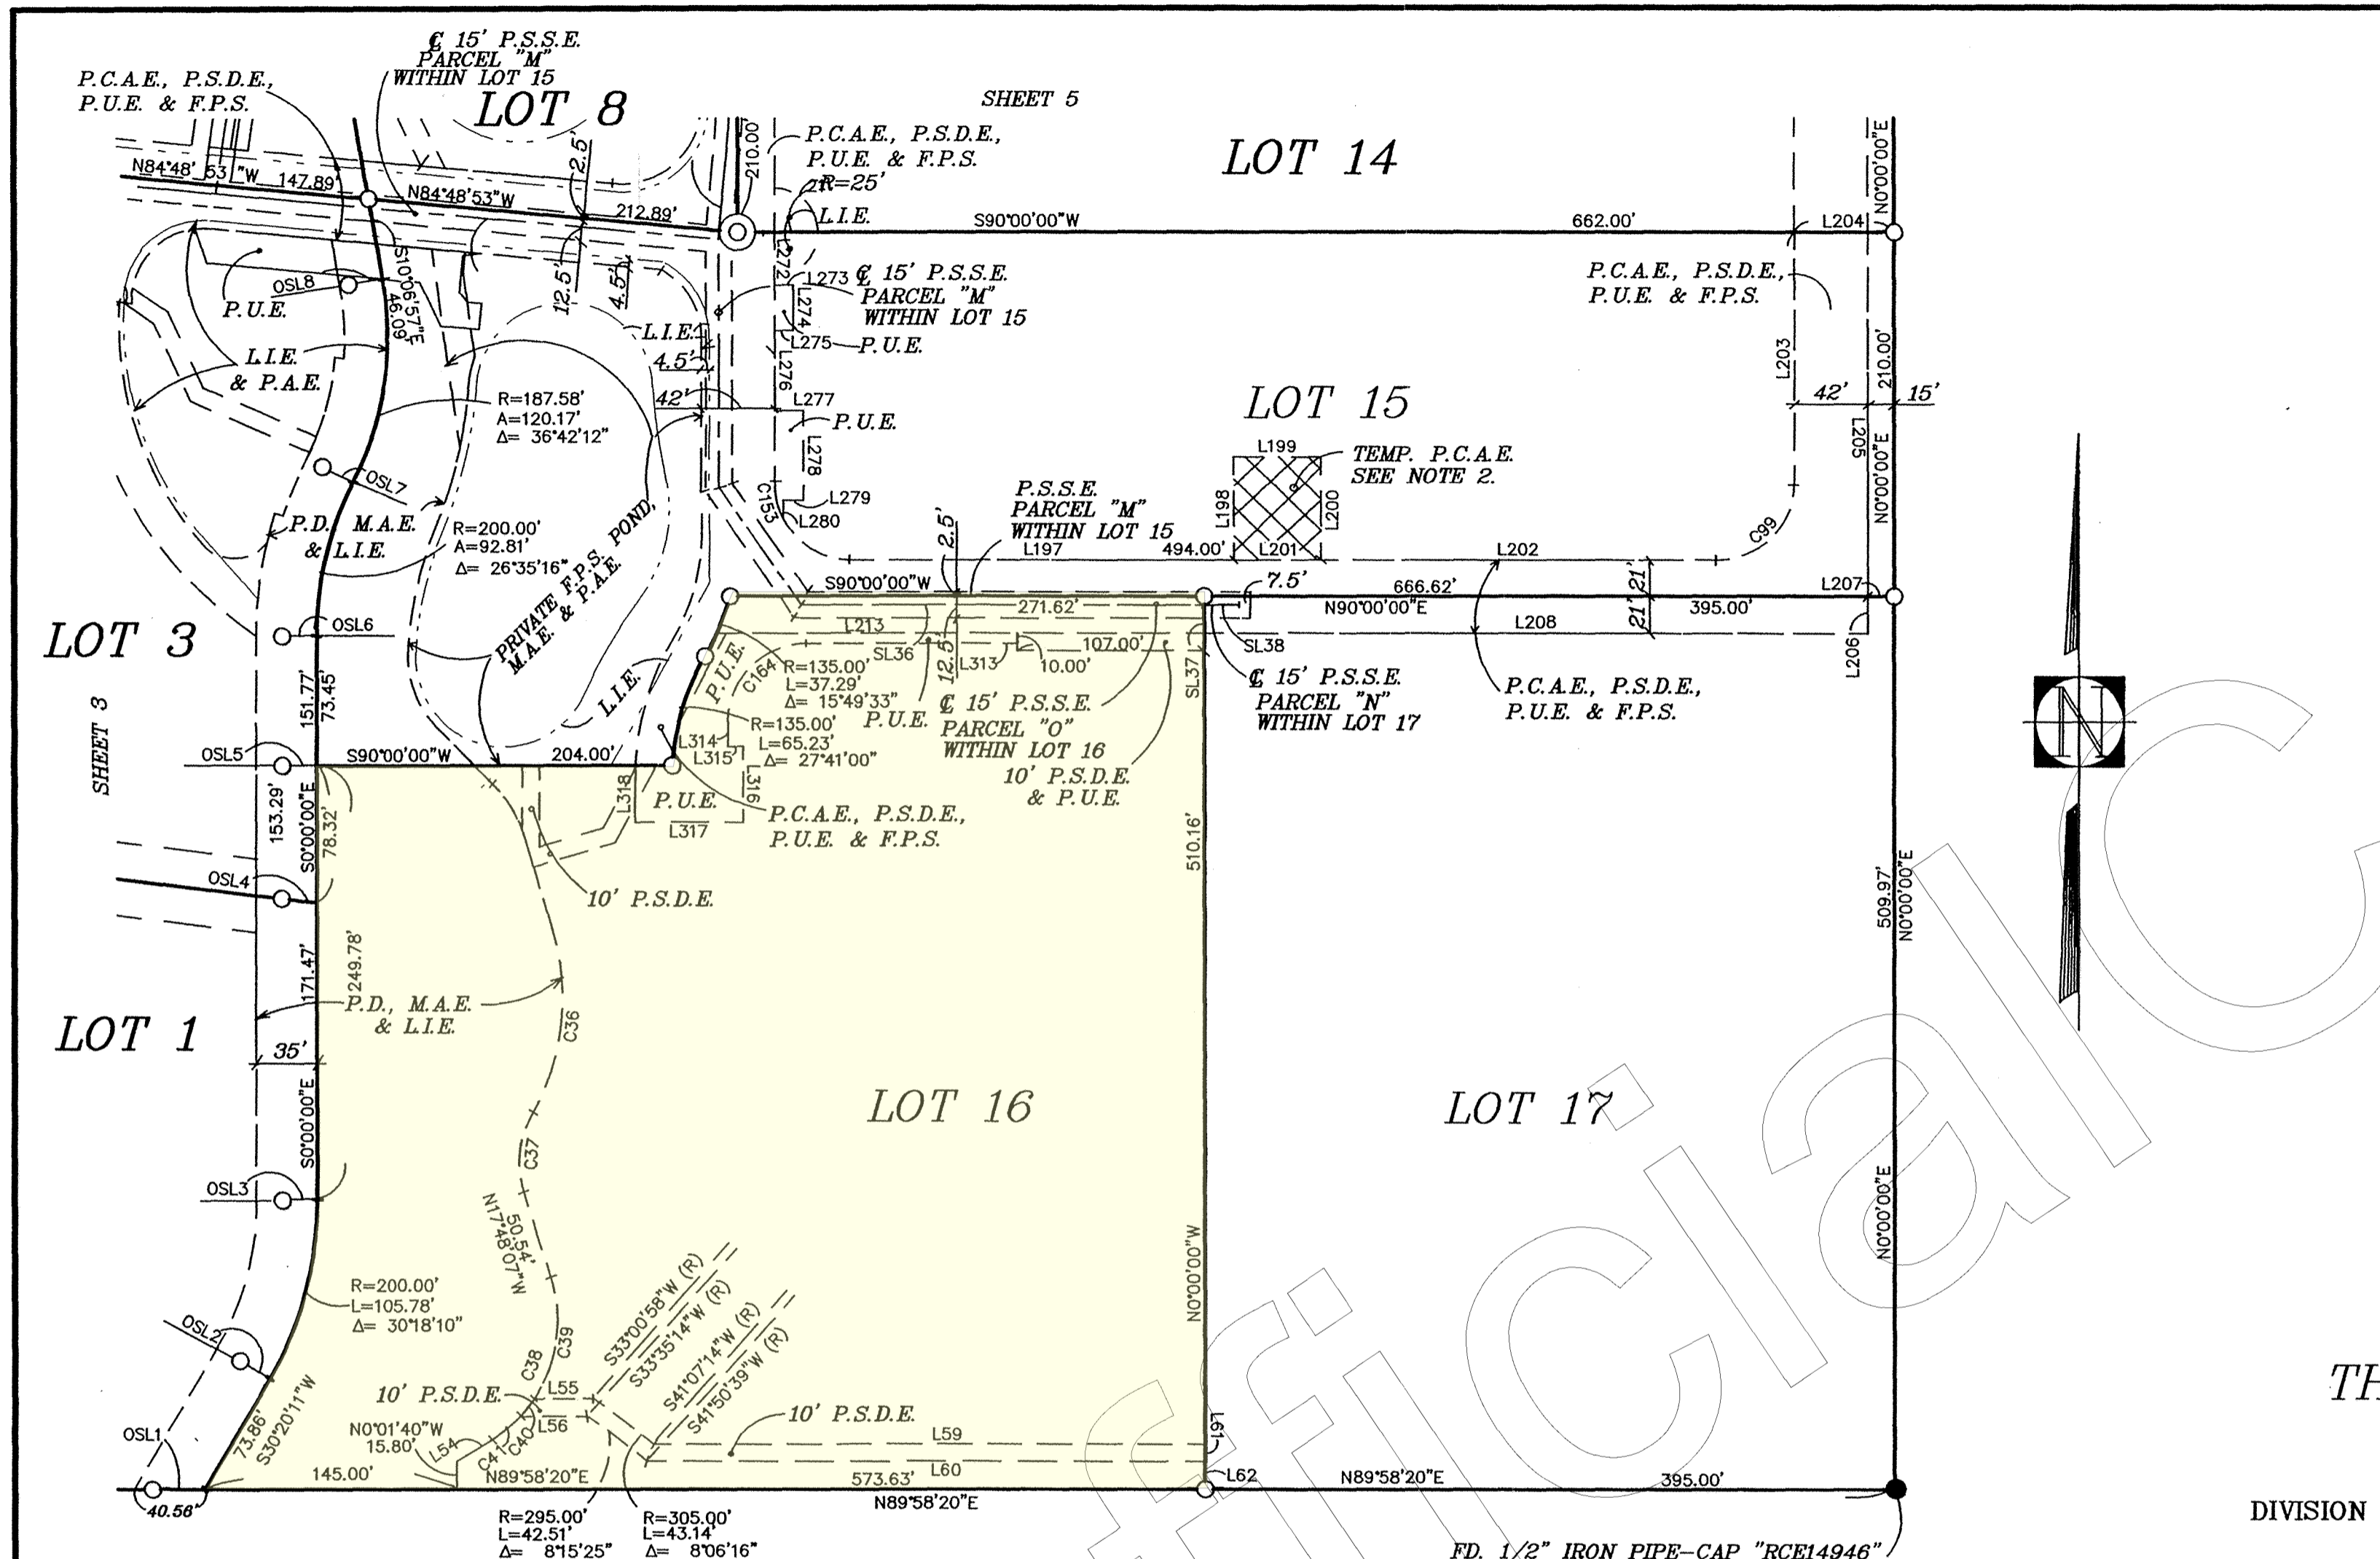 ℄ 15' P.S.S.E.
PARCEL "M"
WITHIN LOT 15
P.C.A.E., P.S.D.E.,
P.U.E. & F.P.S.
LOT 8
SHEET 5
P.C.A.E., P.S.D.E.,
P.U.E. & F.P.S.
R=25'
L.I.E.
LOT 14
210.00'
2.5'
N84°48'53"W 147.89'
N84°48'53"W
212.89'
S90°00'00"W
662.00'
L204
N0°00'00"E
P.C.A.E., P.S.D.E.,
P.U.E. & F.P.S.
L272
L273
℄ 15' P.S.S.E.
PARCEL "M"
WITHIN LOT 15
L274
L275
P.U.E.
L276
L277
P.U.E.
L278
L279
L280
C153
OSL8
P.U.E.
S10°06'57"E
46.09'
12.5'
4.5'
L.I.E.
4.5'
42'
L.I.E.
& P.A.E.
R=187.58'
A=120.17'
Δ= 36°42'12"
LOT 15
L203
210.00'
42'
15'
L205
N0°00'00"E
L199
TEMP. P.C.A.E.
SEE NOTE 2.
L198
L200
L201
C99
OSL7
P.D., M.A.E.
& L.I.E.
R=200.00'
A=92.81'
Δ= 26°35'16"
PRIVATE F.P.S. POND,
M.A.E. & P.A.E.
P.S.S.E.
PARCEL "M"
WITHIN LOT 15
2.5'
L197
494.00'
L202
S90°00'00"W
7.5'
666.62'
L207
271.62'
N90°00'00"E
21' 21'
395.00'
LOT 3
OSL6
L213
L208
SL36
12.5'
L313
10.00'
107.00'
SL37
SL38
L206
P.U.E.
C164
R=135.00'
L=37.29'
Δ= 15°49'33"
L.I.E.
R=135.00'
L=65.23'
Δ= 27°41'00"
P.U.E.
℄ 15' P.S.S.E.
PARCEL "O"
WITHIN LOT 16
℄ 15' P.S.S.E.
PARCEL "N"
WITHIN LOT 17
P.C.A.E., P.S.D.E.,
P.U.E. & F.P.S.
10' P.S.D.E.
& P.U.E.
N
SHEET 3
151.77'
73.45'
OSL5
S90°00'00"W
204.00'
L314
L315
L316
L318
P.U.E.
L317
P.C.A.E., P.S.D.E.,
P.U.E. & F.P.S.
153.29'
S0°00'00"E
78.32'
510.16'
509.97'
N0°00'00"E
OSL4
10' P.S.D.E.
171.47'
249.78'
P.D., M.A.E.
& L.I.E.
LOT 1
35'
C36
S0°00'00"E
LOT 16
LOT 17
C37
OSL3
50.54'
N17°48'07"W
N0°00'00"W
N0°00'00"E
R=200.00'
L=105.78'
Δ= 30°18'10"
OSL2
C39
C38
S33°00'58"W (R)
S33°35'14"W (R)
S41°07'14"W (R)
S41°50'39"W (R)
73.86'
S30°20'11"W
10' P.S.D.E.
L55
L56
10' P.S.D.E.
OSL1
N0°01'40"W
15.80'
L54
C41
C40
L59
L60
L61
L62
145.00'
N89°58'20"E
573.63'
N89°58'20"E
N89°58'20"E
395.00'
40.56'
R=295.00'
L=42.51'
Δ= 8°15'25"
R=305.00'
L=43.14'
Δ= 8°06'16"
FD. 1/2" IRON PIPE-CAP "RCE14946"
TH
DIVISION
fficialC